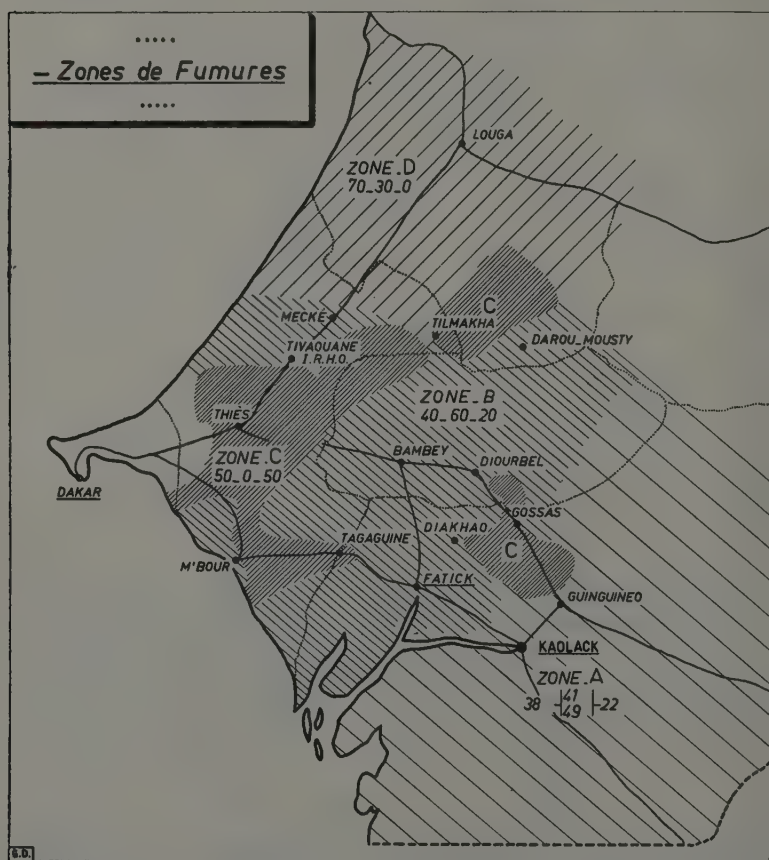 .....
– Zones de Fumures
.....
LOUGA
ZONE_D
70_30_0
C
MECKE
TILMAKHA
DAROU_MOUSTY
TIVAOUANE
I.R.H.O.
ZONE_B
40_60_20
THIÈS
BAMBEY
ZONE_C
50_0_50
DIOURBEL
DAKAR
GOSSAS
DIAKHAO
C
TAGAGUINE
M'BOUR
FATICK
GUINGUINEO
KAOLACK
ZONE_A
38 -|41
49|-22
G.D.